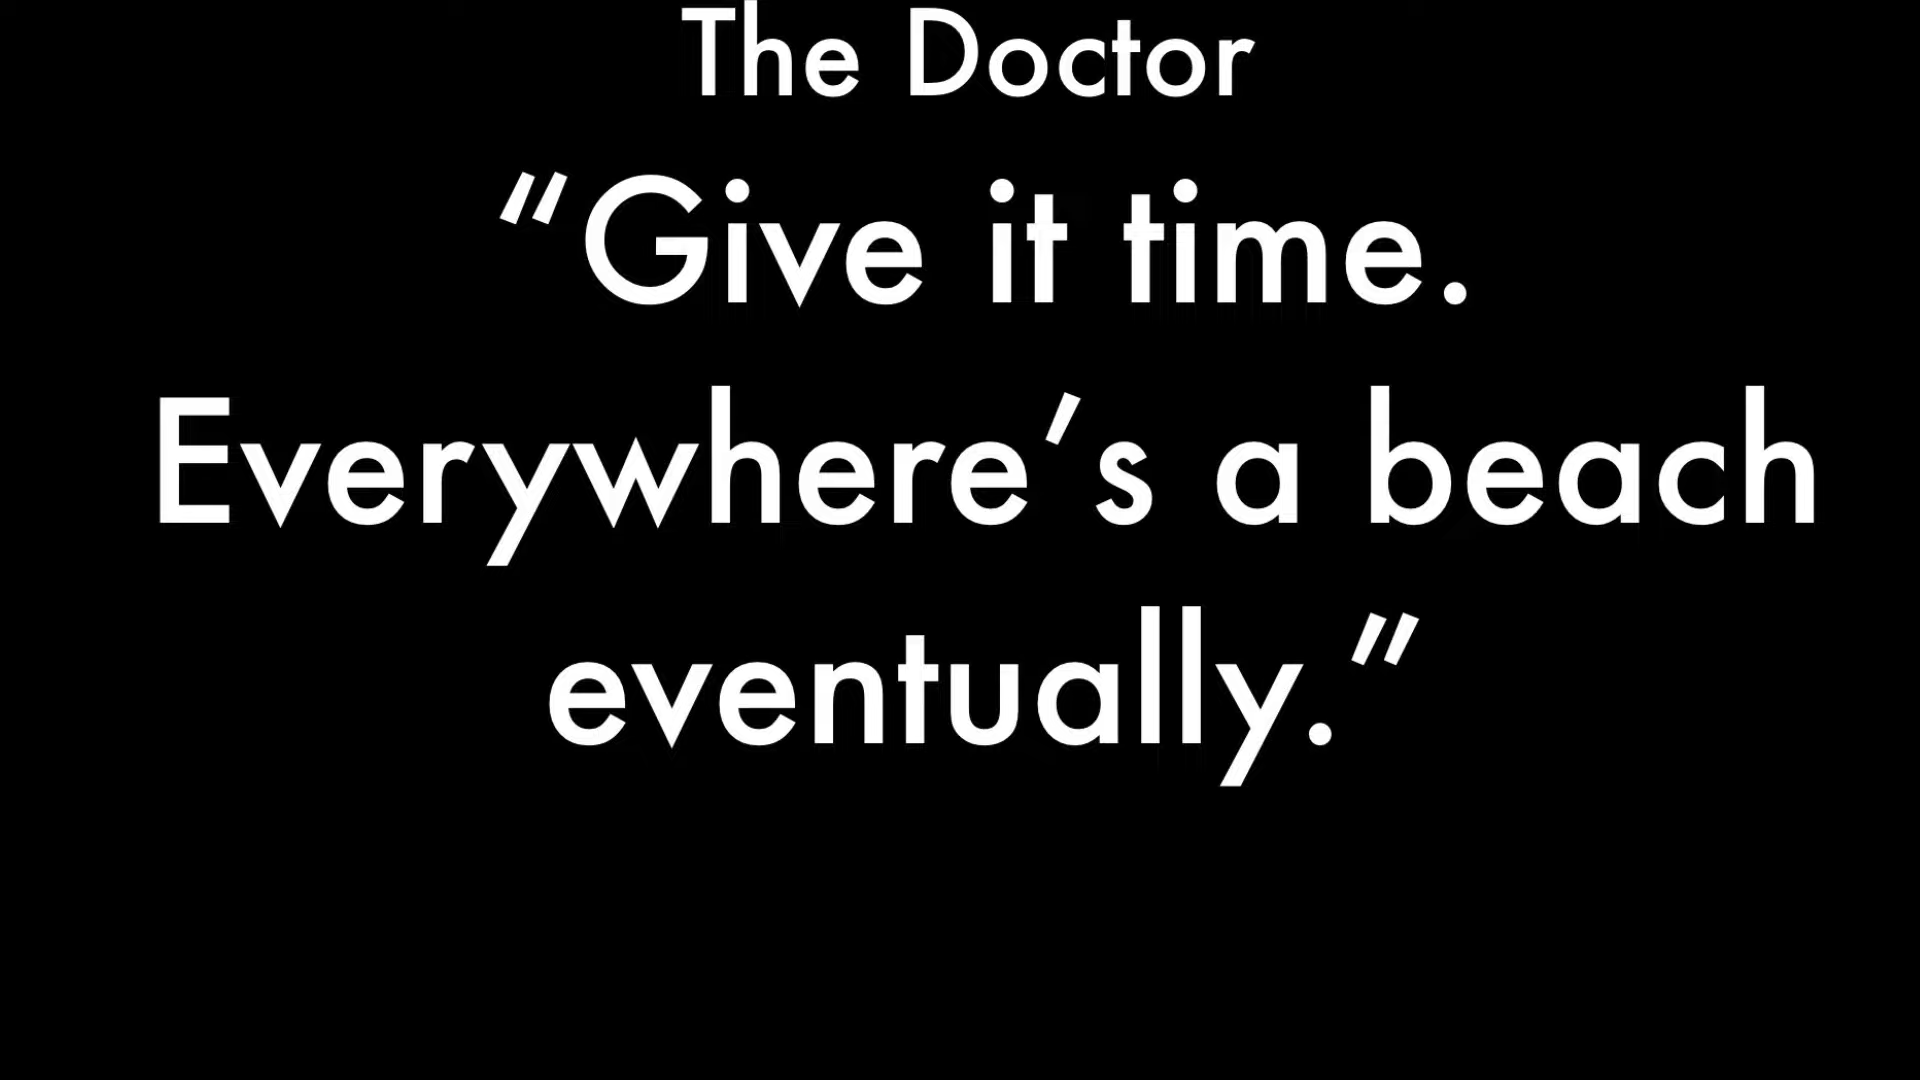 The Doctor
“Give it time.
Everywhere’s a beach
eventually.”